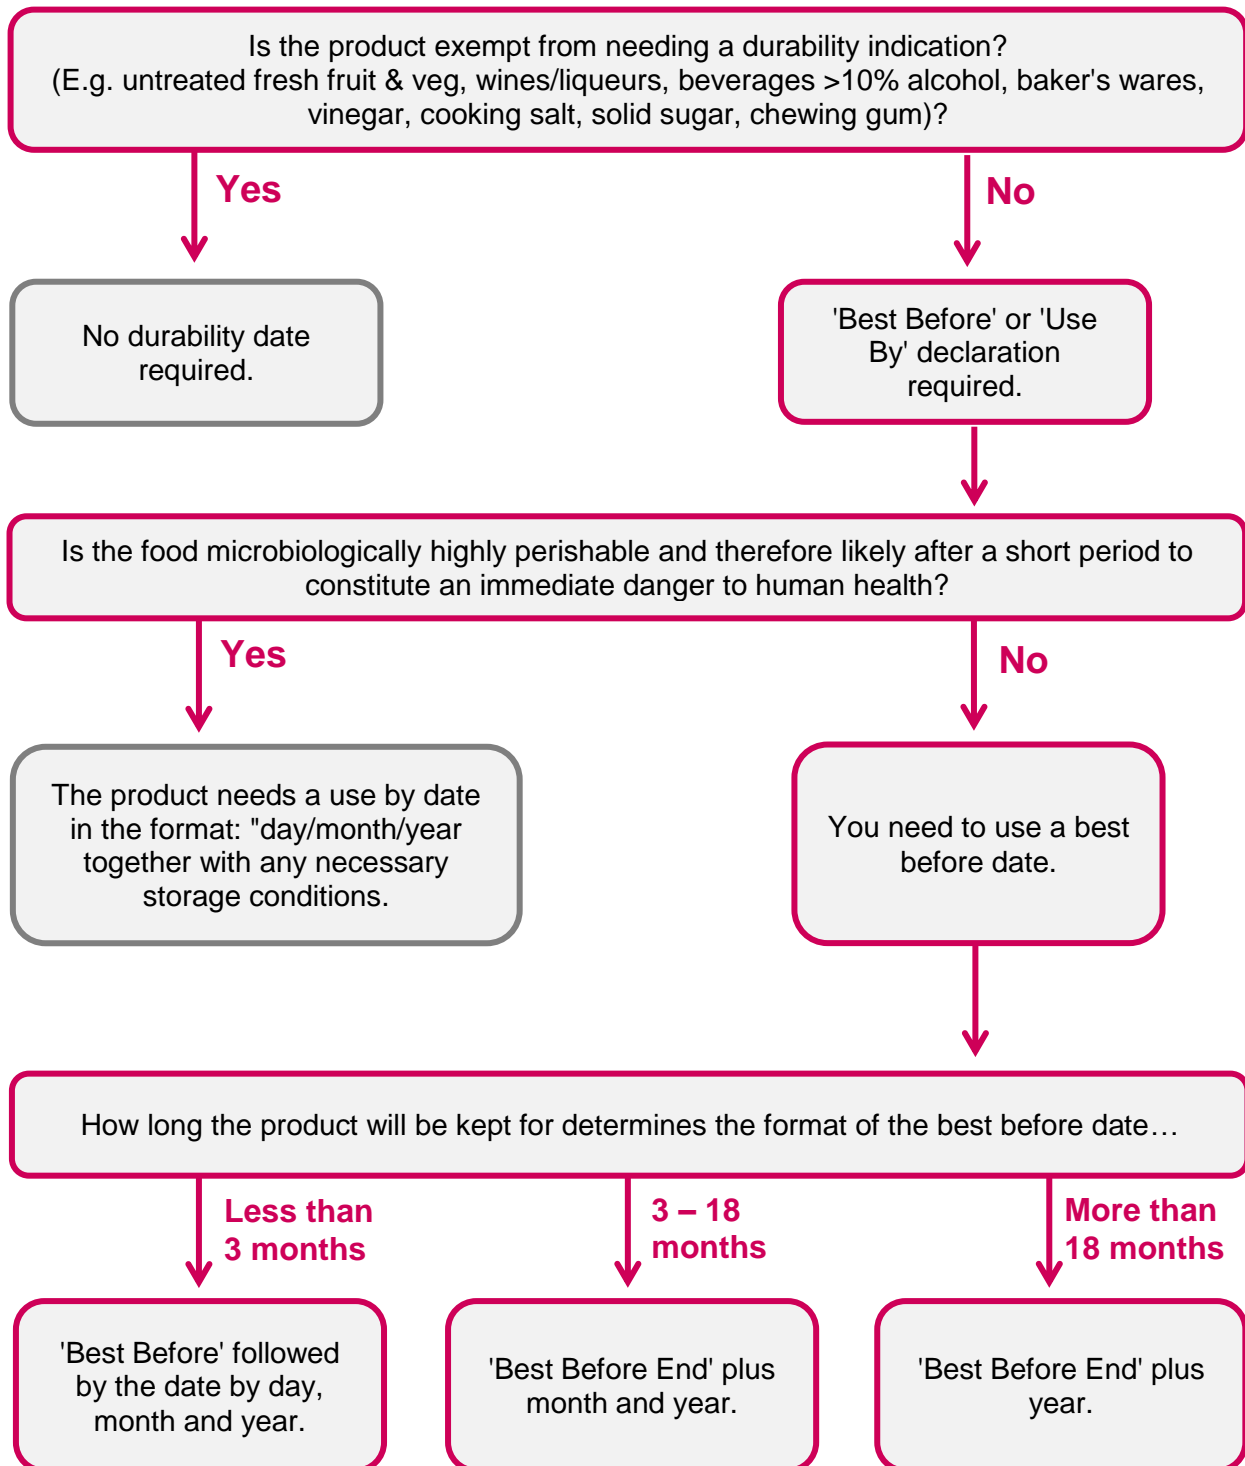 Is the product exempt from needing a durability indication?
(E.g. untreated fresh fruit & veg, wines/liqueurs, beverages >10% alcohol, baker's wares,
vinegar, cooking salt, solid sugar, chewing gum)?
Yes
No
No durability date
required.
'Best Before' or 'Use
By' declaration
required.
Is the food microbiologically highly perishable and therefore likely after a short period to
constitute an immediate danger to human health?
Yes
No
The product needs a use by date
in the format: "day/month/year
together with any necessary
storage conditions.
You need to use a best
before date.
How long the product will be kept for determines the format of the best before date…
Less than
3 months
3 – 18
months
More than
18 months
'Best Before' followed
by the date by day,
month and year.
'Best Before End' plus
month and year.
'Best Before End' plus
year.